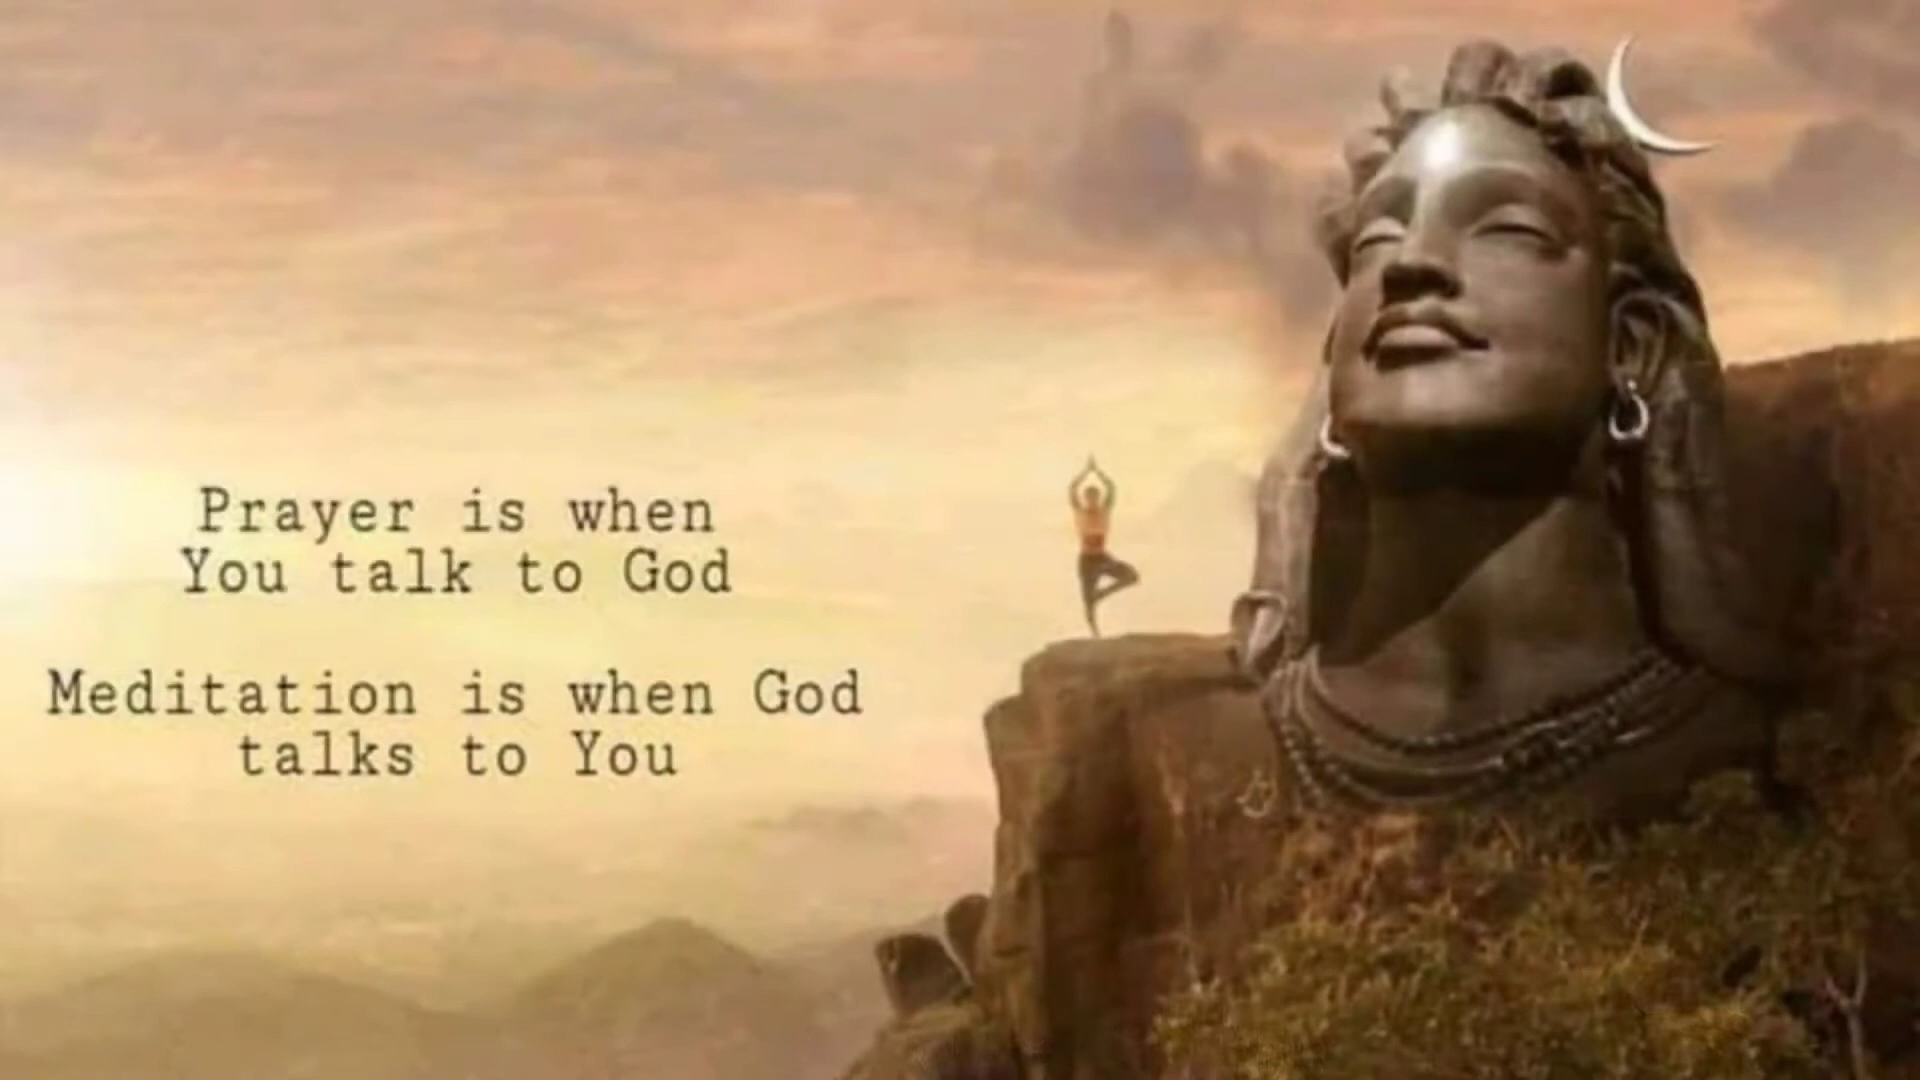 Prayer is when
You talk to God
Meditation is when God
talks to You